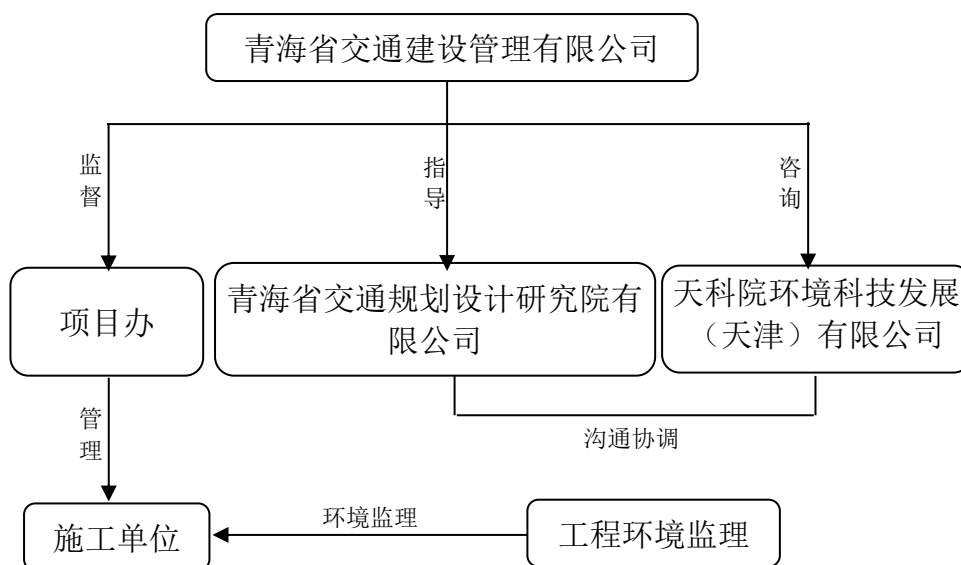 青海省交通建设管理有限公司
监督
指导
咨询
项目办
青海省交通规划设计研究院有
限公司
天科院环境科技发展
（天津）有限公司
管理
沟通协调
施工单位
环境监理
工程环境监理